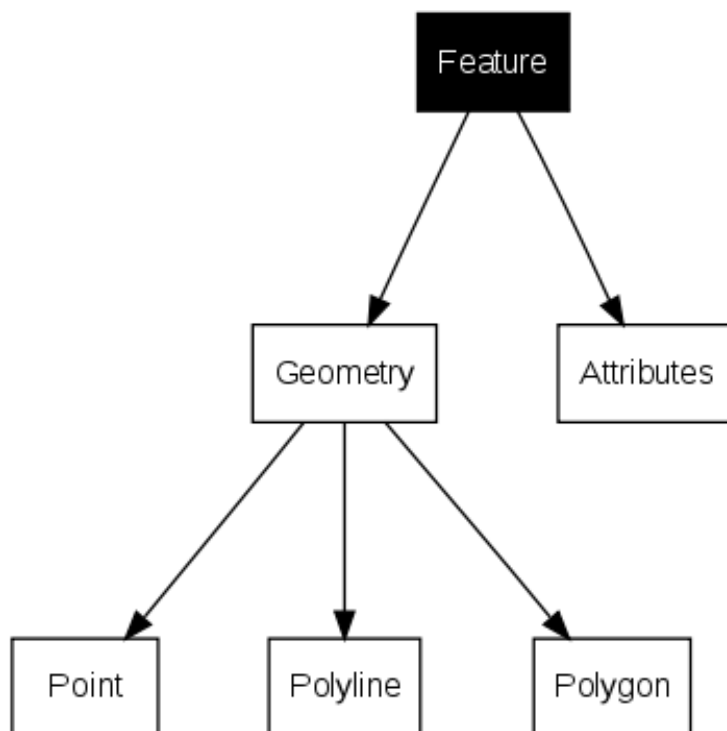 Feature
Geometry
Attributes
Point
Polyline
Polygon